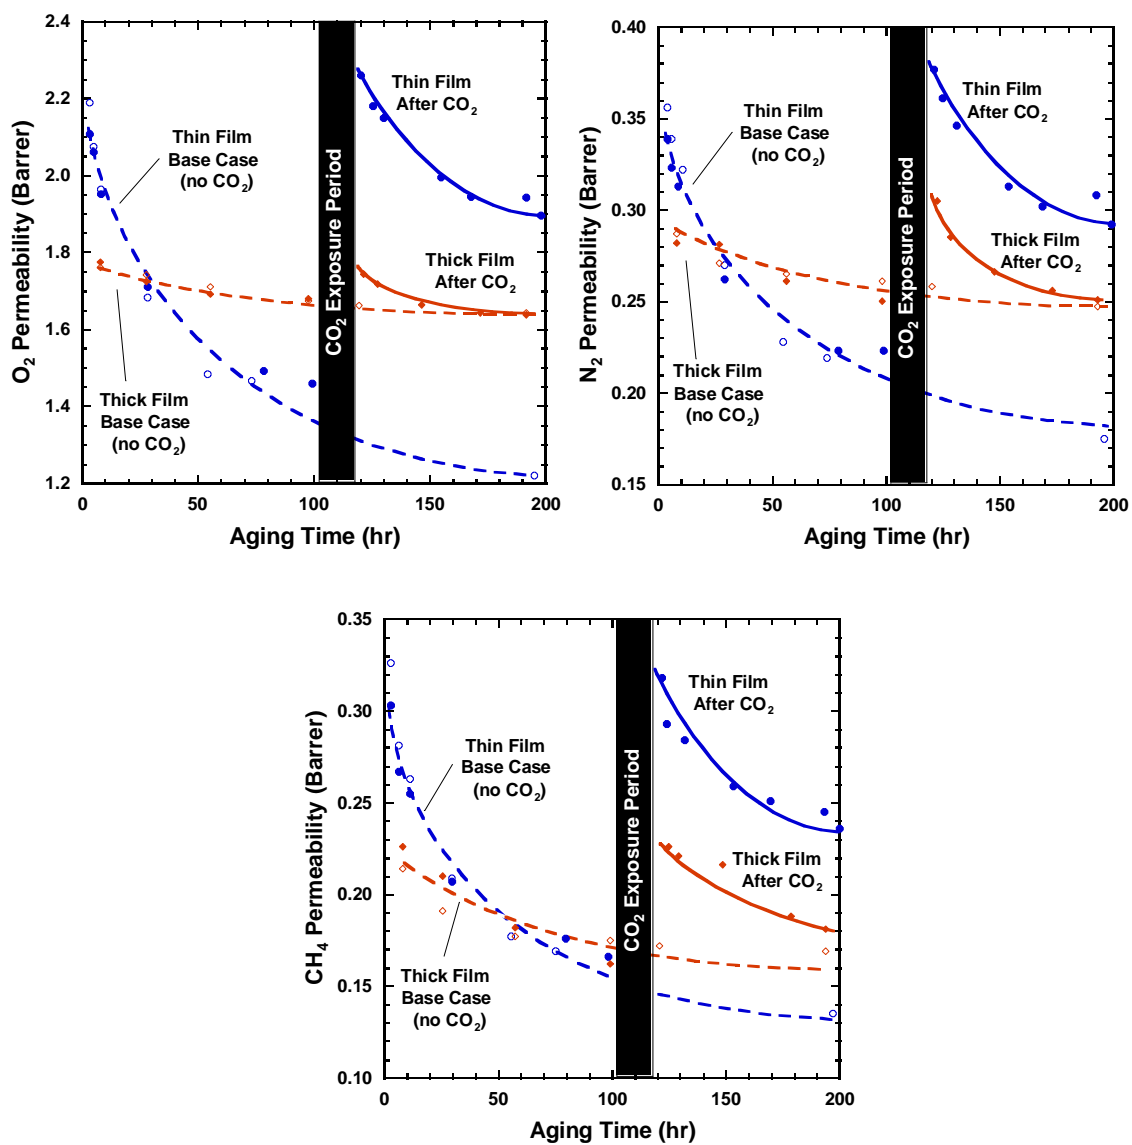 2.4
2.2
2.0
1.8
1.6
1.4
1.2
0
50
100
150
200
O2 Permeability (Barrer)
Aging Time (hr)
Thin Film
Base Case
(no CO2)
Thick Film
Base Case
(no CO2)
CO2 Exposure Period
Thin Film
After CO2
Thick Film
After CO2
0.40
0.35
0.30
0.25
0.20
0.15
0
50
100
150
200
N2 Permeability (Barrer)
Aging Time (hr)
Thin Film
Base Case
(no CO2)
Thick Film
Base Case
(no CO2)
CO2 Exposure Period
Thin Film
After CO2
Thick Film
After CO2
0.35
0.30
0.25
0.20
0.15
0.10
0
50
100
150
200
CH4 Permeability (Barrer)
Aging Time (hr)
Thin Film
Base Case
(no CO2)
Thick Film
Base Case
(no CO2)
CO2 Exposure Period
Thin Film
After CO2
Thick Film
After CO2